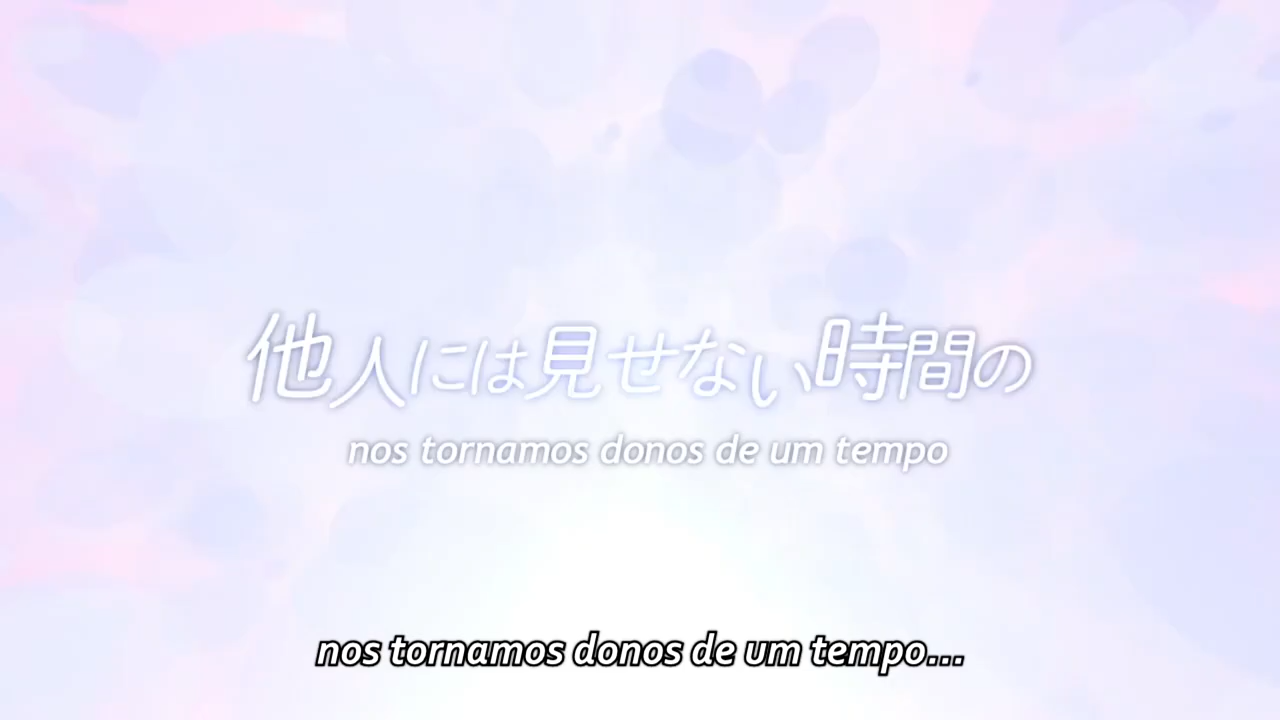 他人には見せない時間の
nos tornamos donos de um tempo
nos tornamos donos de um tempo...